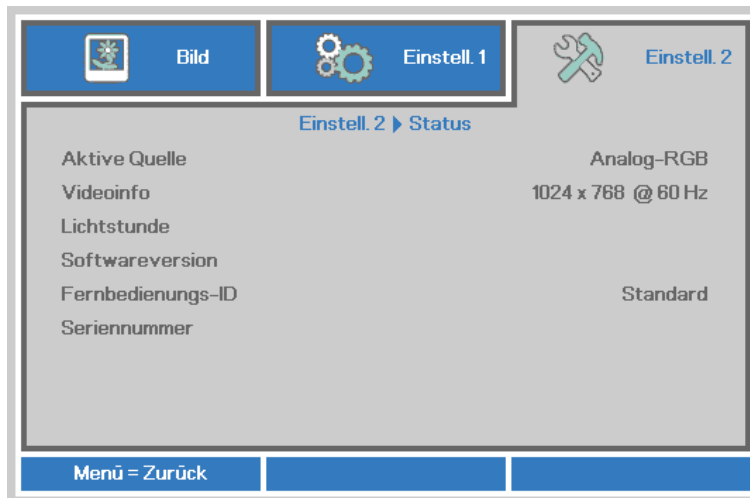 Bild
Einstell. 1
Einstell. 2
Einstell. 2 ▶ Status
Aktive Quelle Analog-RGB
Videoinfo 1024 x 768 @ 60 Hz
Lichtstunde
Softwareversion
Fernbedienungs-ID Standard
Seriennummer
Menü = Zurück